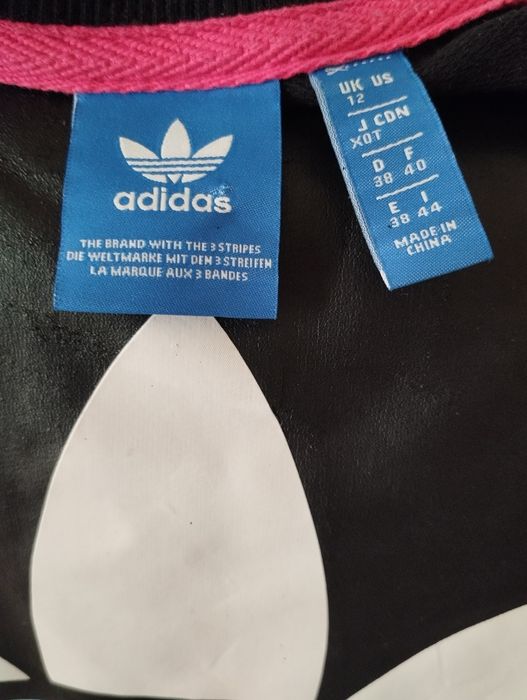 adidas
THE BRAND WITH THE 3 STRIPES
DIE WELTMARKE MIT DEN 3 STREIFEN
LA MARQUE AUX 3 BANDES
UK US
12
J CDN
XOT
D F
38 40
E I
38 44
MADE IN
CHINA